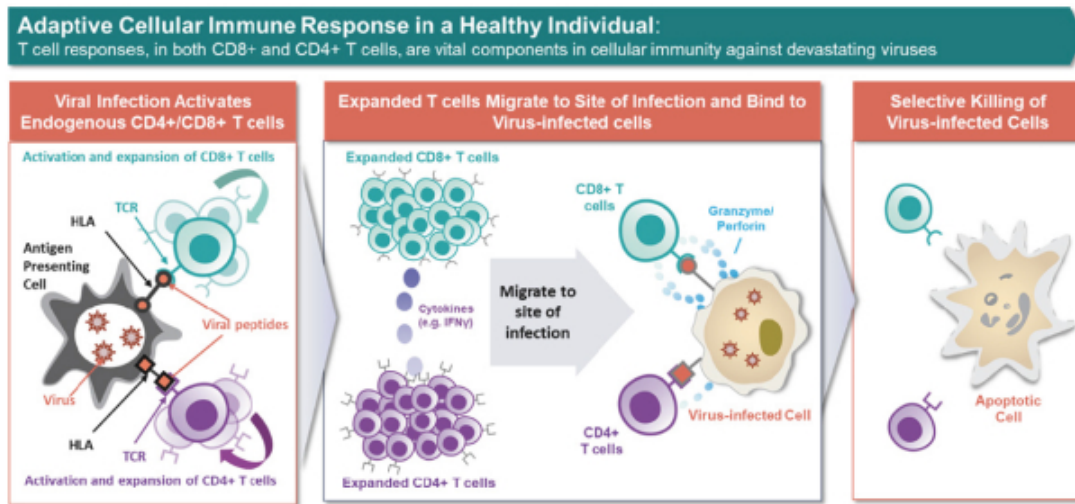 Adaptive Cellular Immune Response in a Healthy Individual:
T cell responses, in both CD8+ and CD4+ T cells, are vital components in cellular immunity against devastating viruses
Viral Infection Activates
Endogenous CD4+/CD8+ T cells
Activation and expansion of CD8+ T cells
TCR
HLA
Antigen
Presenting
Cell
Viral peptides
Virus
HLA
TCR
Activation and expansion of CD4+ T cells
Expanded T cells Migrate to Site of Infection and Bind to
Virus-infected cells
Expanded CD8+ T cells
Cytokines
(e.g. IFNγ)
Expanded CD4+ T cells
Migrate to
site of
infection
CD8+ T
cells
Granzyme/
Perforin
Virus-infected Cell
CD4+
T cells
Selective Killing of
Virus-infected Cells
Apoptotic
Cell